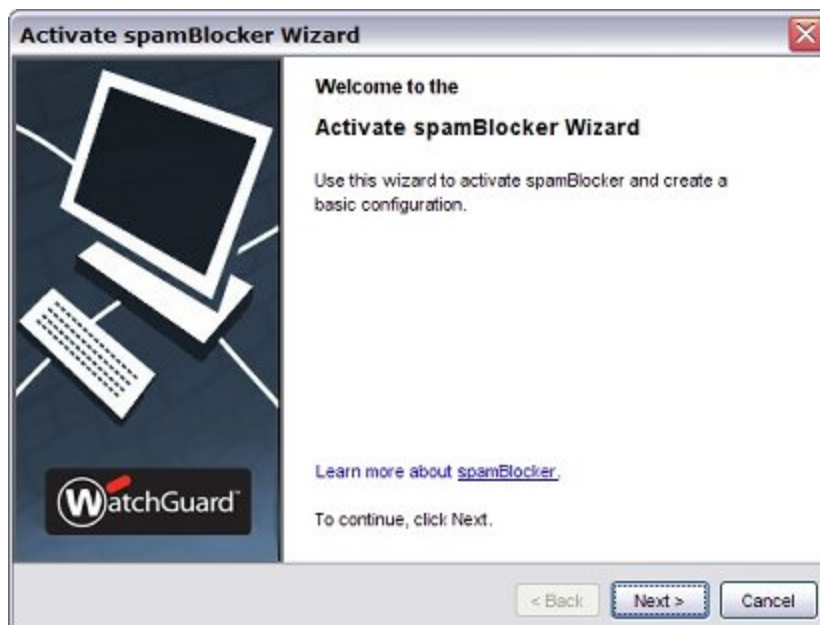 Activate spamBlocker Wizard
Welcome to the
Activate spamBlocker Wizard
Use this wizard to activate spamBlocker and create a
basic configuration.
Learn more about spamBlocker.
WatchGuard™
To continue, click Next.
< Back
Next >
Cancel